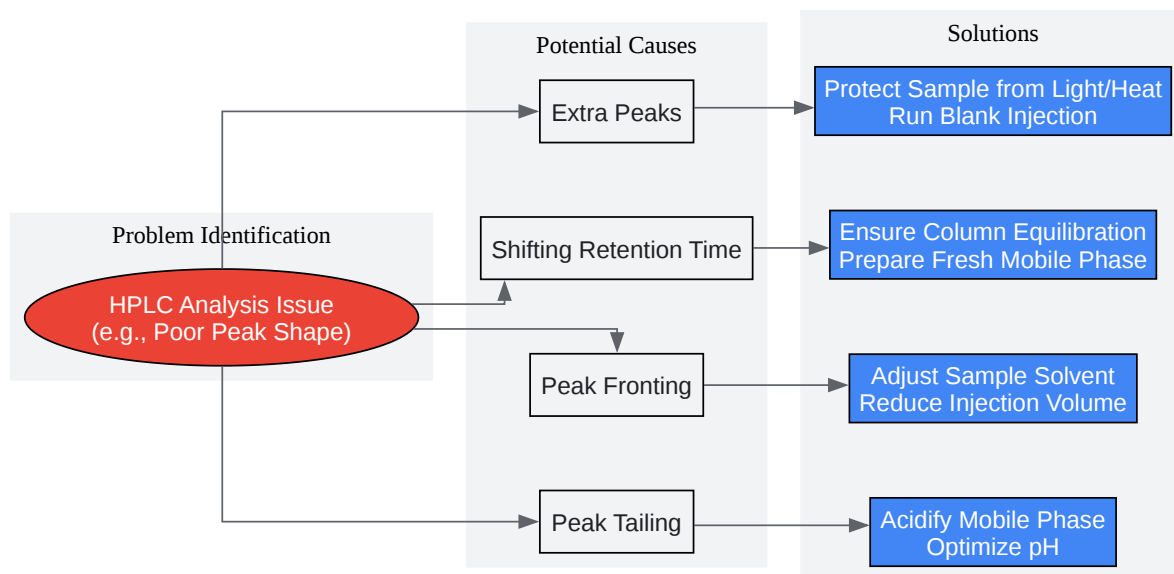 Problem Identification
HPLC Analysis Issue
(e.g., Poor Peak Shape)
Potential Causes
Extra Peaks
Shifting Retention Time
Peak Fronting
Peak Tailing
Solutions
Protect Sample from Light/Heat
Run Blank Injection
Ensure Column Equilibration
Prepare Fresh Mobile Phase
Adjust Sample Solvent
Reduce Injection Volume
Acidify Mobile Phase
Optimize pH